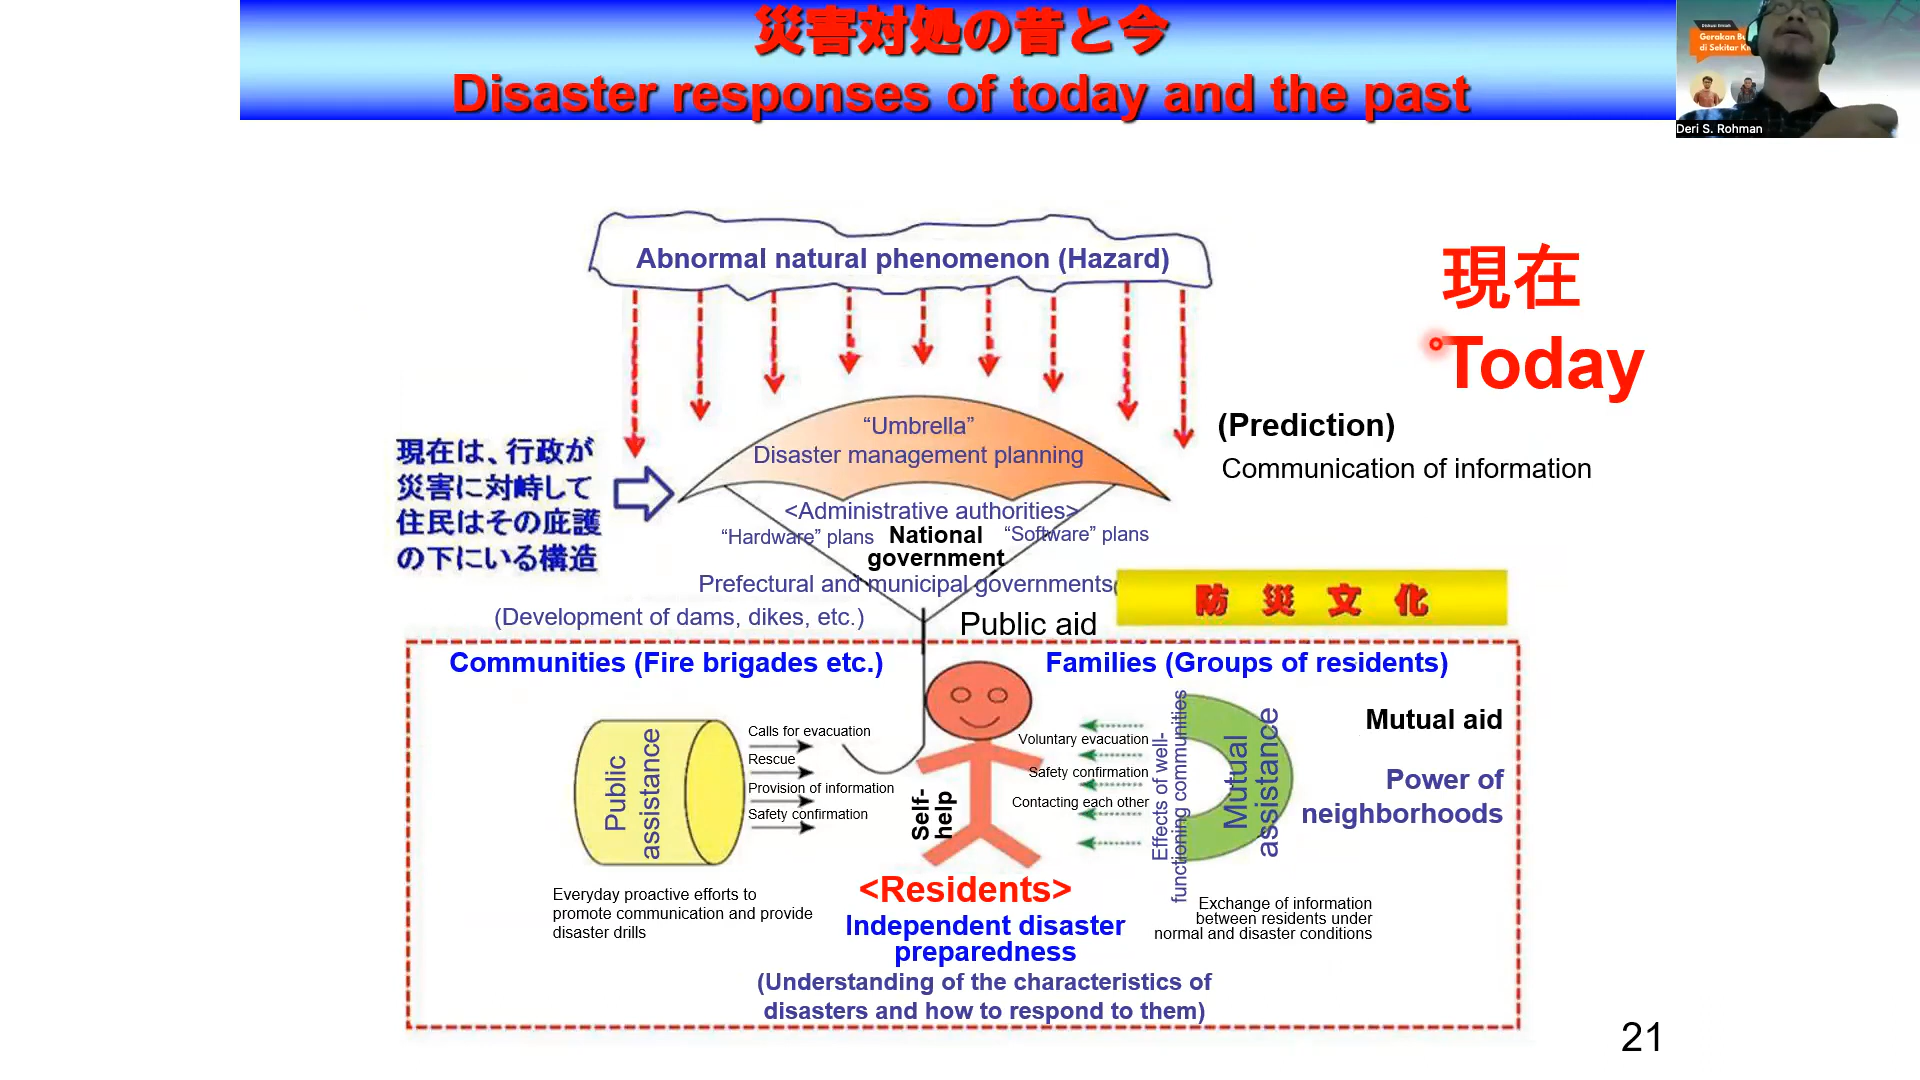 災害対処の昔と今
Disaster responses of today and the past
Diskusi Ilmiah
di Sekitar
Deri S. Rohman
Abnormal natural phenomenon (Hazard)
現在
Today
(Prediction)
Communication of information
現在は、行政が
災害に対峙して
住民はその庇護
の下にいる構造
“Umbrella”
Disaster management planning
<Administrative authorities>
“Hardware” plans
National
government
“Software” plans
Prefectural and municipal governments
(Development of dams, dikes, etc.)
Public aid
防災文化
Communities (Fire brigades etc.)
Families (Groups of residents)
Public
assistance
Calls for evacuation
Rescue
Provision of information
Safety confirmation
Self-
help
Voluntary evacuation
Safety confirmation
Contacting each other
Effects of well-
functioning communities
Mutual
assistance
Mutual aid
Power of
neighborhoods
Everyday proactive efforts to
promote communication and provide
disaster drills
<Residents>
Independent disaster
preparedness
(Understanding of the characteristics of
disasters and how to respond to them)
Exchange of information
between residents under
normal and disaster conditions
21